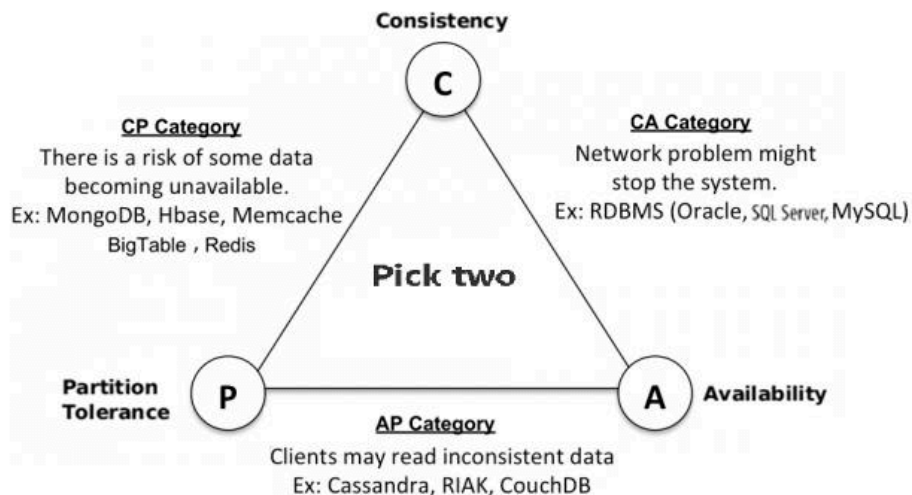 Consistency
C
CP Category
There is a risk of some data
becoming unavailable.
Ex: MongoDB, Hbase, Memcache
BigTable , Redis
CA Category
Network problem might
stop the system.
Ex: RDBMS (Oracle, SQL Server, MySQL)
Pick two
Partition
Tolerance
P
A
Availability
AP Category
Clients may read inconsistent data
Ex: Cassandra, RIAK, CouchDB